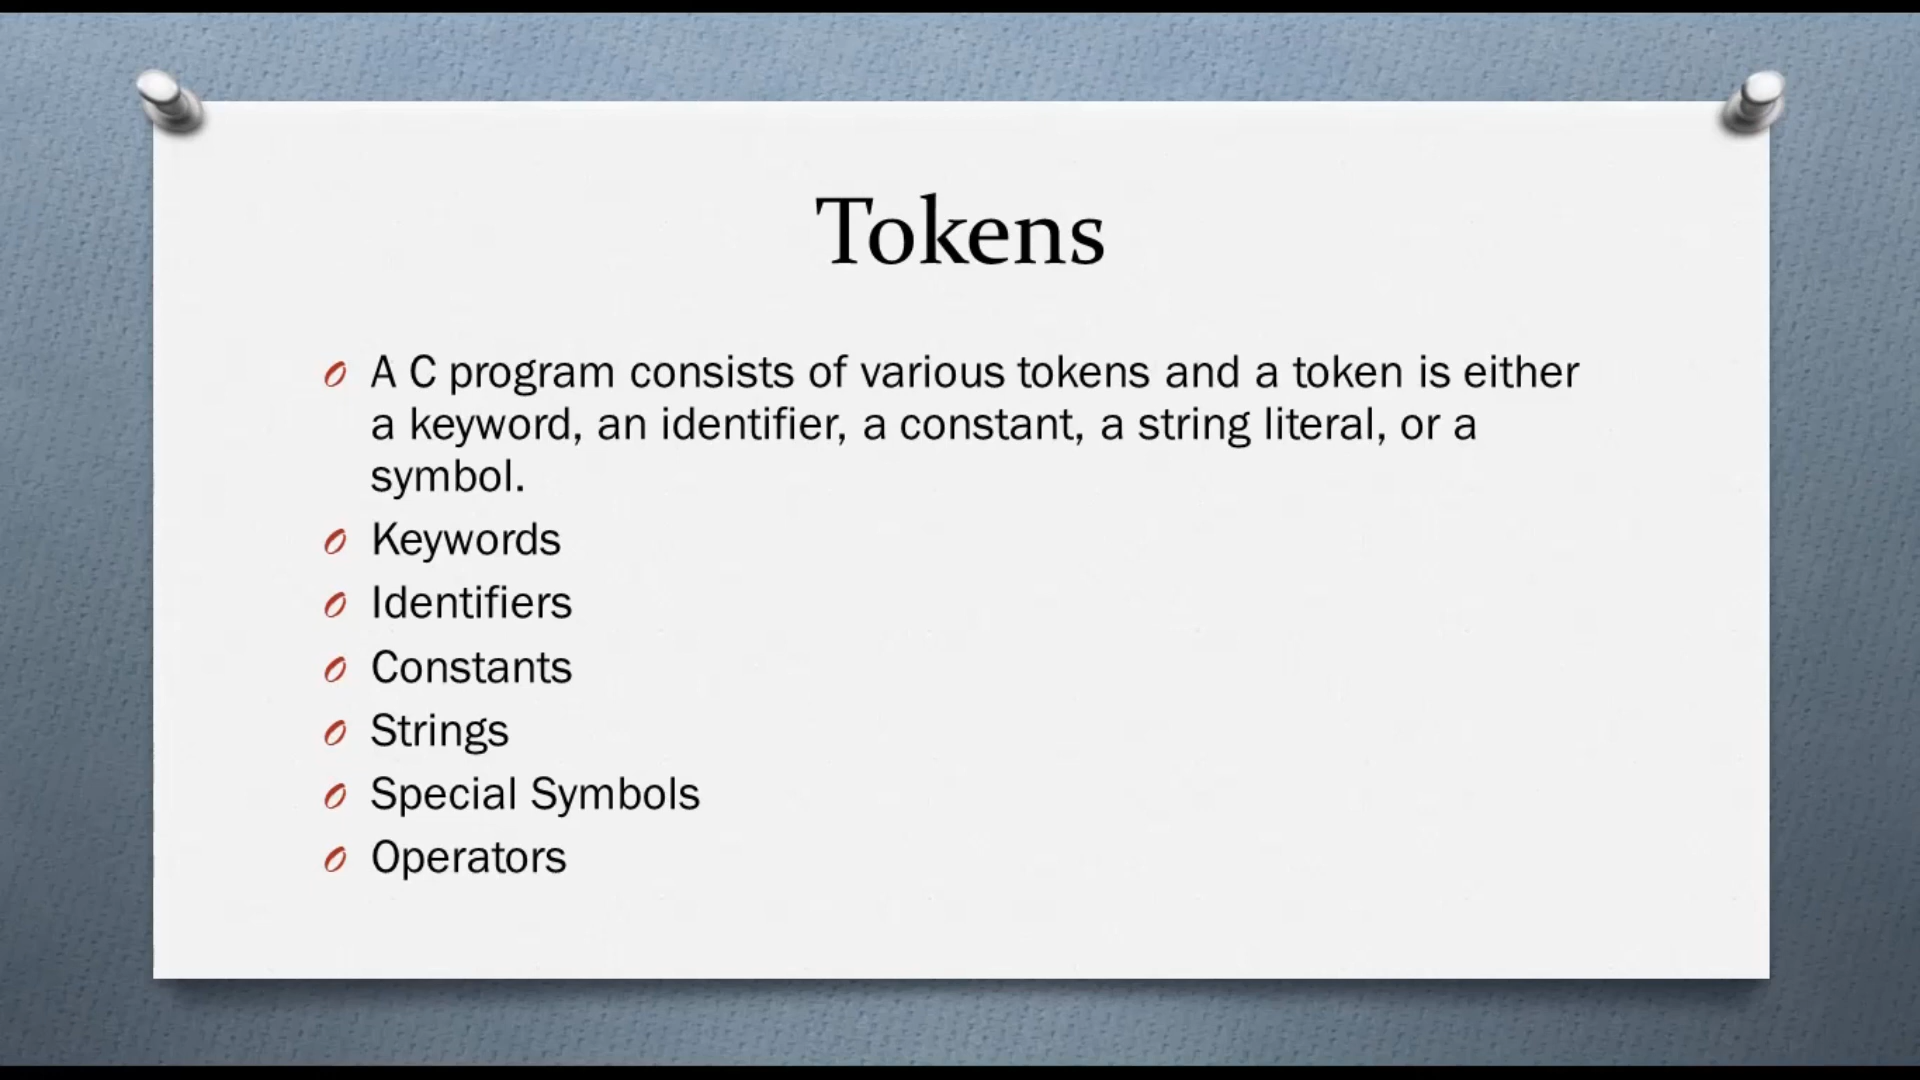 Tokens
A C program consists of various tokens and a token is either
a keyword, an identifier, a constant, a string literal, or a
symbol.
Keywords
Identifiers
Constants
Strings
Special Symbols
Operators